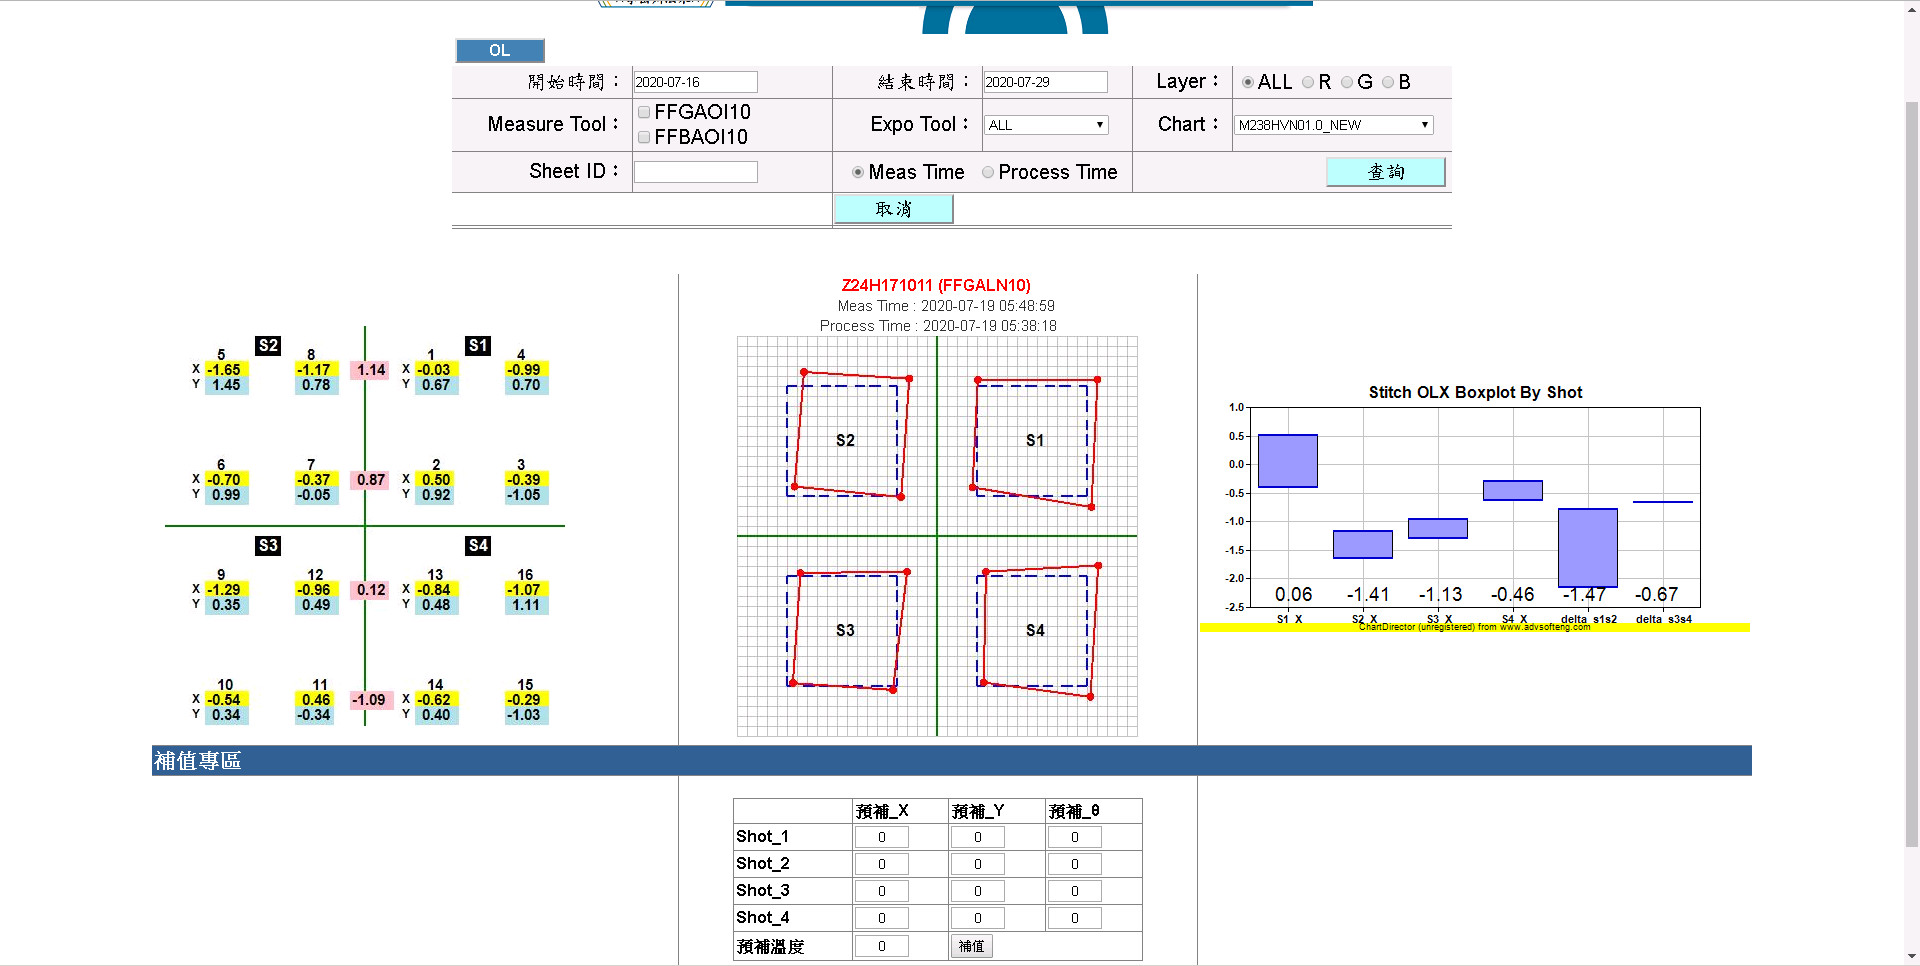 OL
開始時間： 2020-07-16 結束時間： 2020-07-29 Layer： ALL R G B
Measure Tool： FFGAOI10 FFBAOI10 Expo Tool： ALL Chart： M238HVN01.0_NEW
Sheet ID： Meas Time Process Time 查詢
取消
Z24H171011 (FFGALN10)
Meas Time : 2020-07-19 05:48:59
Process Time : 2020-07-19 05:38:18
S2 S1
5 8 1 4
X -1.65 -1.17 1.14 X -0.03 -0.99
Y 1.45 0.78 Y 0.67 0.70
6 7 2 3
X -0.70 -0.37 0.87 X 0.50 -0.39
Y 0.99 -0.05 Y 0.92 -1.05
S3 S4
9 12 13 16
X -1.29 -0.96 0.12 X -0.84 -1.07
Y 0.35 0.49 Y 0.48 1.11
10 11 14 15
X -0.54 0.46 -1.09 X -0.62 -0.29
Y 0.34 -0.34 Y 0.40 -1.03
S2 S1
S3 S4
Stitch OLX Boxplot By Shot
1.0
0.5
0.0
-0.5
-1.0
-1.5
-2.0
-2.5
0.06 -1.41 -1.13 -0.46 -1.47 -0.67
S1_X S2_X S3_X S4_X delta_s1s2 delta_s3s4
ChartDirector (unregistered) from www.advsofteng.com
補值專區
預補_X 預補_Y 預補_θ
Shot_1 0 0 0
Shot_2 0 0 0
Shot_3 0 0 0
Shot_4 0 0 0
預補溫度 0 補值